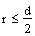 r ≤ d/2